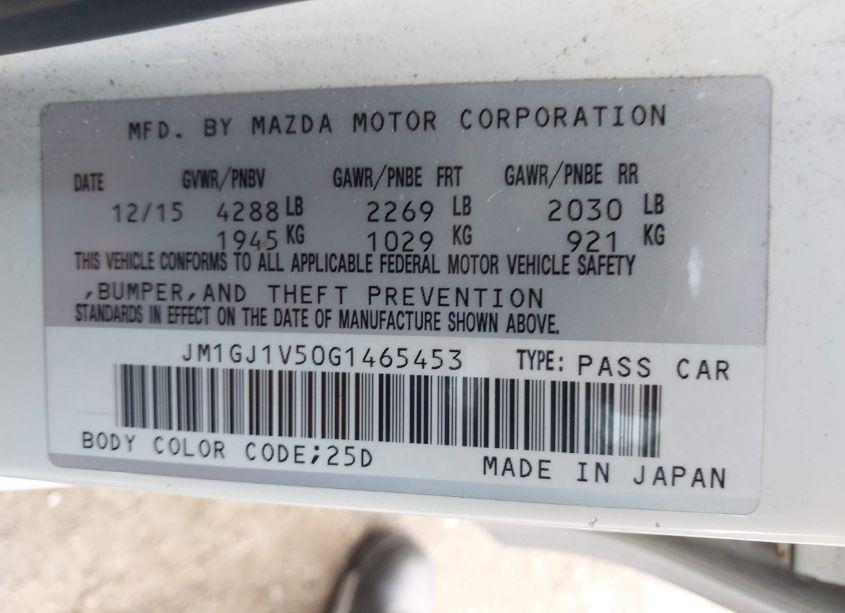 MFD. BY MAZDA MOTOR CORPORATION
DATE GVWR/PNBV GAWR/PNBE FRT GAWR/PNBE RR
12/15 4288 LB 2269 LB 2030 LB
1945 KG 1029 KG 921 KG
THIS VEHICLE CONFORMS TO ALL APPLICABLE FEDERAL MOTOR VEHICLE SAFETY
,BUMPER,AND THEFT PREVENTION
STANDARDS IN EFFECT ON THE DATE OF MANUFACTURE SHOWN ABOVE.
JM1GJ1V50G1465453 TYPE: PASS CAR
BODY COLOR CODE;25D MADE IN JAPAN